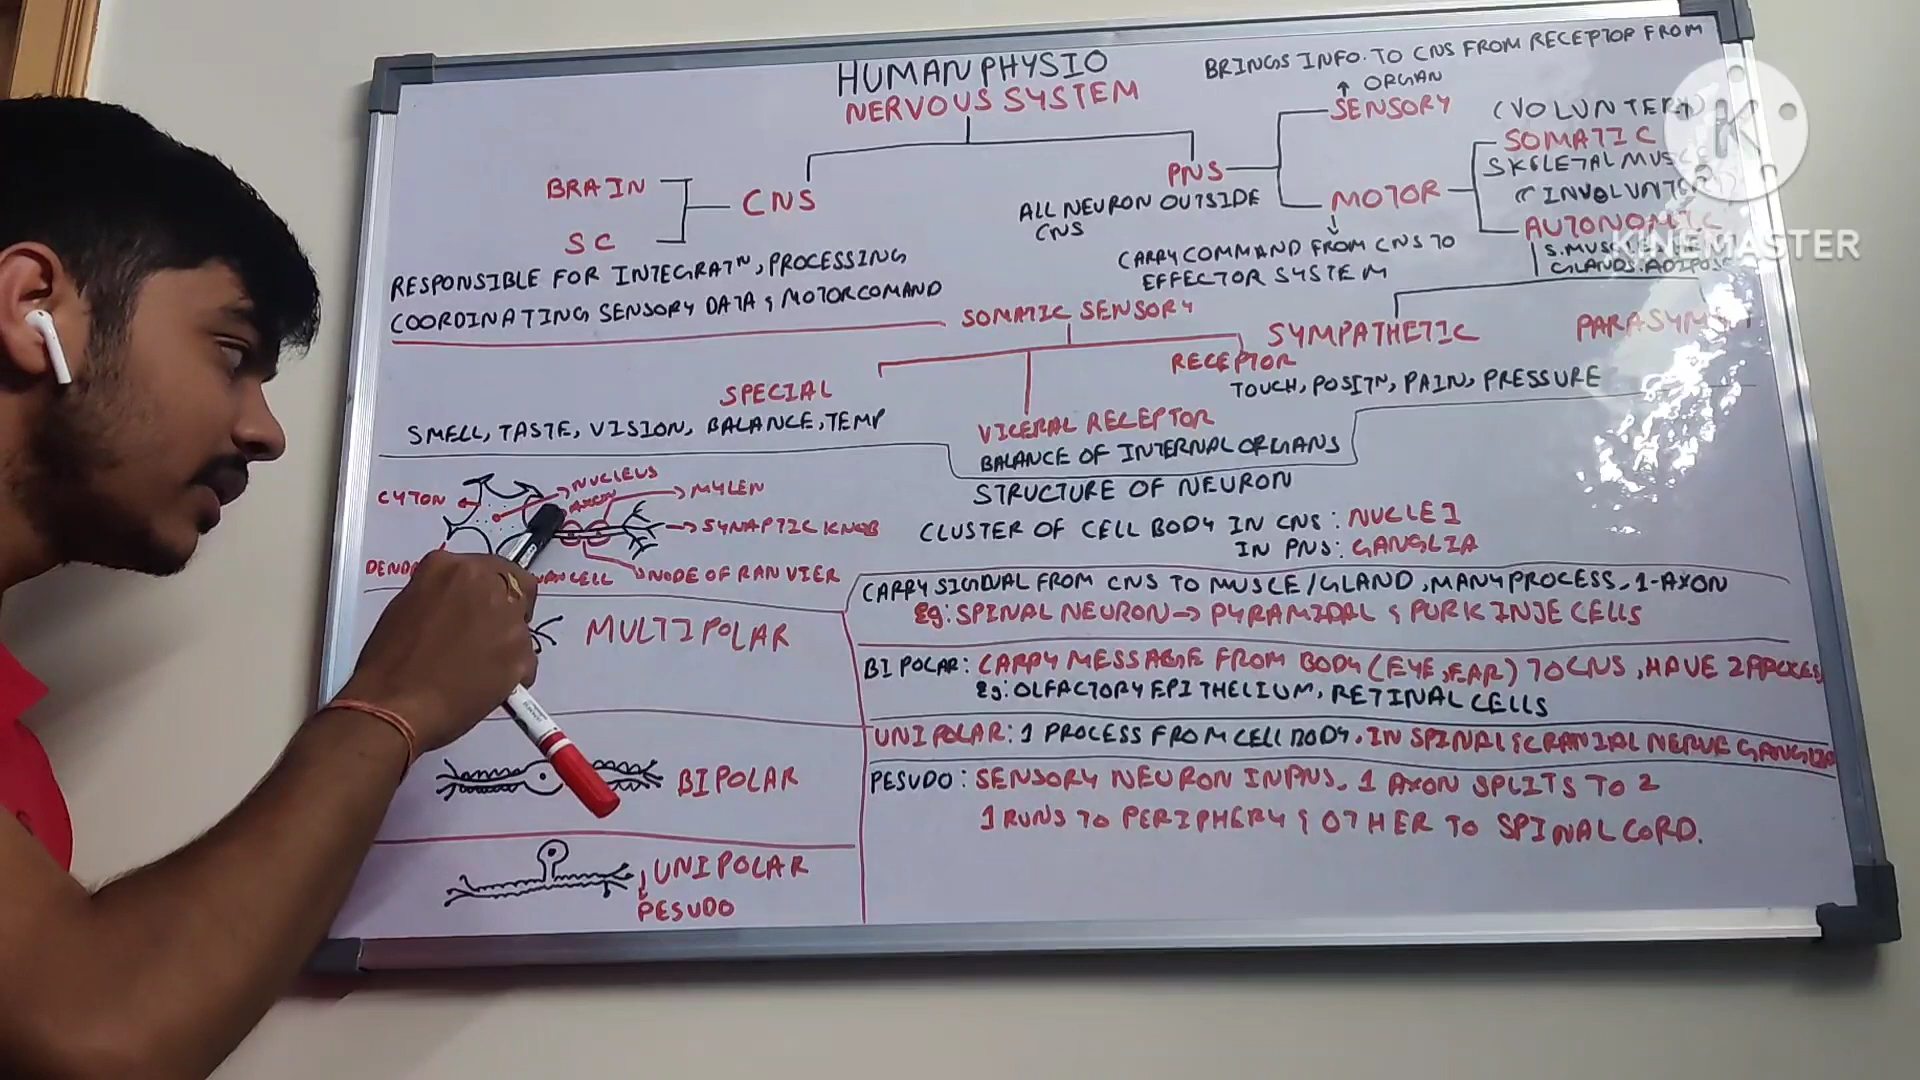 HUMAN PHYSIO
NERVOUS SYSTEM
BRINGS INFO. TO CNS FROM RECEPTOR FROM
ORGAN
SENSORY
(VOLUNTERY)
SOMATIC
SKELETAL MUSCLE
PNS
MOTOR
(INVOLUNTERY)
AUTONOMIC
S. MUSCLE
GLANDS. ADIPOSE
KINEMASTER
BRAIN
CNS
SC
ALL NEURON OUTSIDE
CNS
CARRY COMMAND FROM CNS TO
EFFECTOR SYSTEM
RESPONSIBLE FOR INTEGRATN, PROCESSING
COORDINATING SENSORY DATA & MOTOR COMAND
SYMPATHETIC
SOMATIC SENSORY
RECEPTOR
TOUCH, POSITN, PAIN, PRESSURE
SPECIAL
SMELL, TASTE, VISION, BALANCE, TEMP
VICERAL RECEPTOR
BALANCE OF INTERNAL ORGANS
STRUCTURE OF NEURON
CYTON
NUCLEUS
AXON
MYLEN
SYNAPTIC KNOB
NODE OF RANVIER
CLUSTER OF CELL BODY IN CNS: NUCLEI
IN PNS: GANGLIA
MULTIPOLAR
CARRY SIGNAL FROM CNS TO MUSCLE/GLAND, MANY PROCESS, 1-AXON
Eg: SPINAL NEURON → PYRAMIDAL & PURKINJE CELLS
BIPOLAR: CARRY MESSAGE FROM BODY (EYE, EAR) TO CNS, HAVE 2
Eg: OLFACTORY EPITHELIUM, RETINAL CELLS
BIPOLAR
UNIPOLAR: 1 PROCESS FROM CELL BODY. IN SPINAL & CRANIAL NERVE GANGLIA
PESUDO: SENSORY NEURON IN PNS. 1 AXON SPLITS TO 2
1 RUNS TO PERIPHERY & OTHER TO SPINAL CORD.
UNIPOLAR
PESUDO